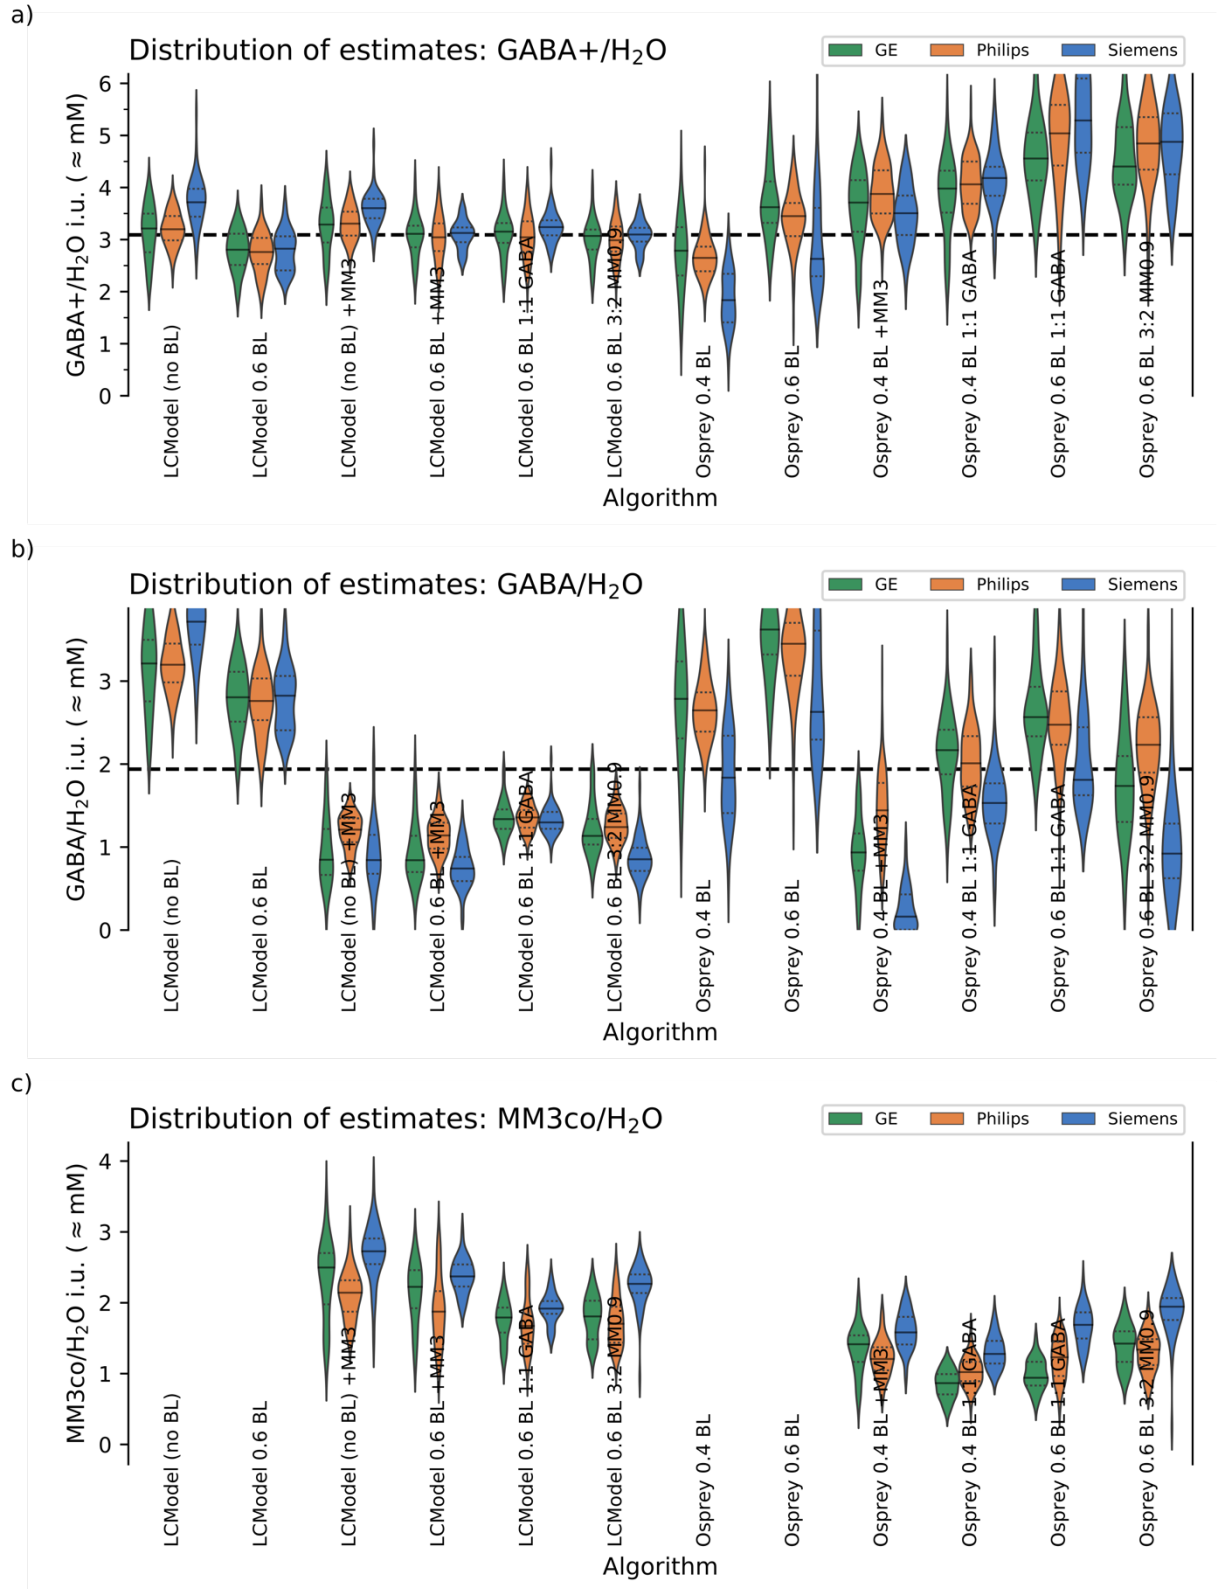 a)
Distribution of estimates: GABA+/H₂O
GE Philips Siemens
GABA+/H₂O i.u. (≈ mM)
6
5
4
3
2
1
0
LCModel (no BL)
LCModel 0.6 BL
LCModel (no BL) +MM3
LCModel 0.6 BL +MM3
LCModel 0.6 BL 1:1 GABA
LCModel 0.6 BL 3:2 MM0.9
Osprey 0.4 BL
Osprey 0.6 BL
Osprey 0.4 BL +MM3
Osprey 0.4 BL 1:1 GABA
Osprey 0.6 BL 1:1 GABA
Osprey 0.6 BL 3:2 MM0.9
Algorithm
b)
Distribution of estimates: GABA/H₂O
GE Philips Siemens
GABA/H₂O i.u. (≈ mM)
3
2
1
0
LCModel (no BL)
LCModel 0.6 BL
LCModel (no BL) +MM3
LCModel 0.6 BL +MM3
LCModel 0.6 BL 1:1 GABA
LCModel 0.6 BL 3:2 MM0.9
Osprey 0.4 BL
Osprey 0.6 BL
Osprey 0.4 BL +MM3
Osprey 0.4 BL 1:1 GABA
Osprey 0.6 BL 1:1 GABA
Osprey 0.6 BL 3:2 MM0.9
Algorithm
c)
Distribution of estimates: MM3co/H₂O
GE Philips Siemens
MM3co/H₂O i.u. (≈ mM)
4
3
2
1
0
LCModel (no BL)
LCModel 0.6 BL
LCModel (no BL) +MM3
LCModel 0.6 BL +MM3
LCModel 0.6 BL 1:1 GABA
LCModel 0.6 BL 3:2 MM0.9
Osprey 0.4 BL
Osprey 0.6 BL
Osprey 0.4 BL +MM3
Osprey 0.4 BL 1:1 GABA
Osprey 0.6 BL 1:1 GABA
Osprey 0.6 BL 3:2 MM0.9
Algorithm